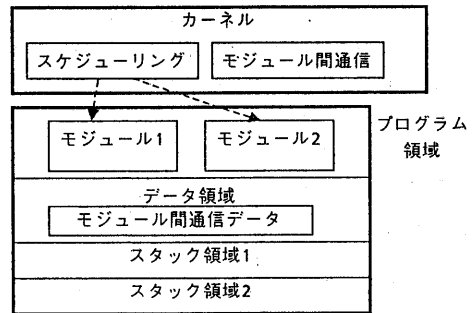 カーネル
スケジューリング
モジュール間通信
モジュール1
モジュール2
プログラム
領域
データ領域
モジュール間通信データ
スタック領域1
スタック領域2